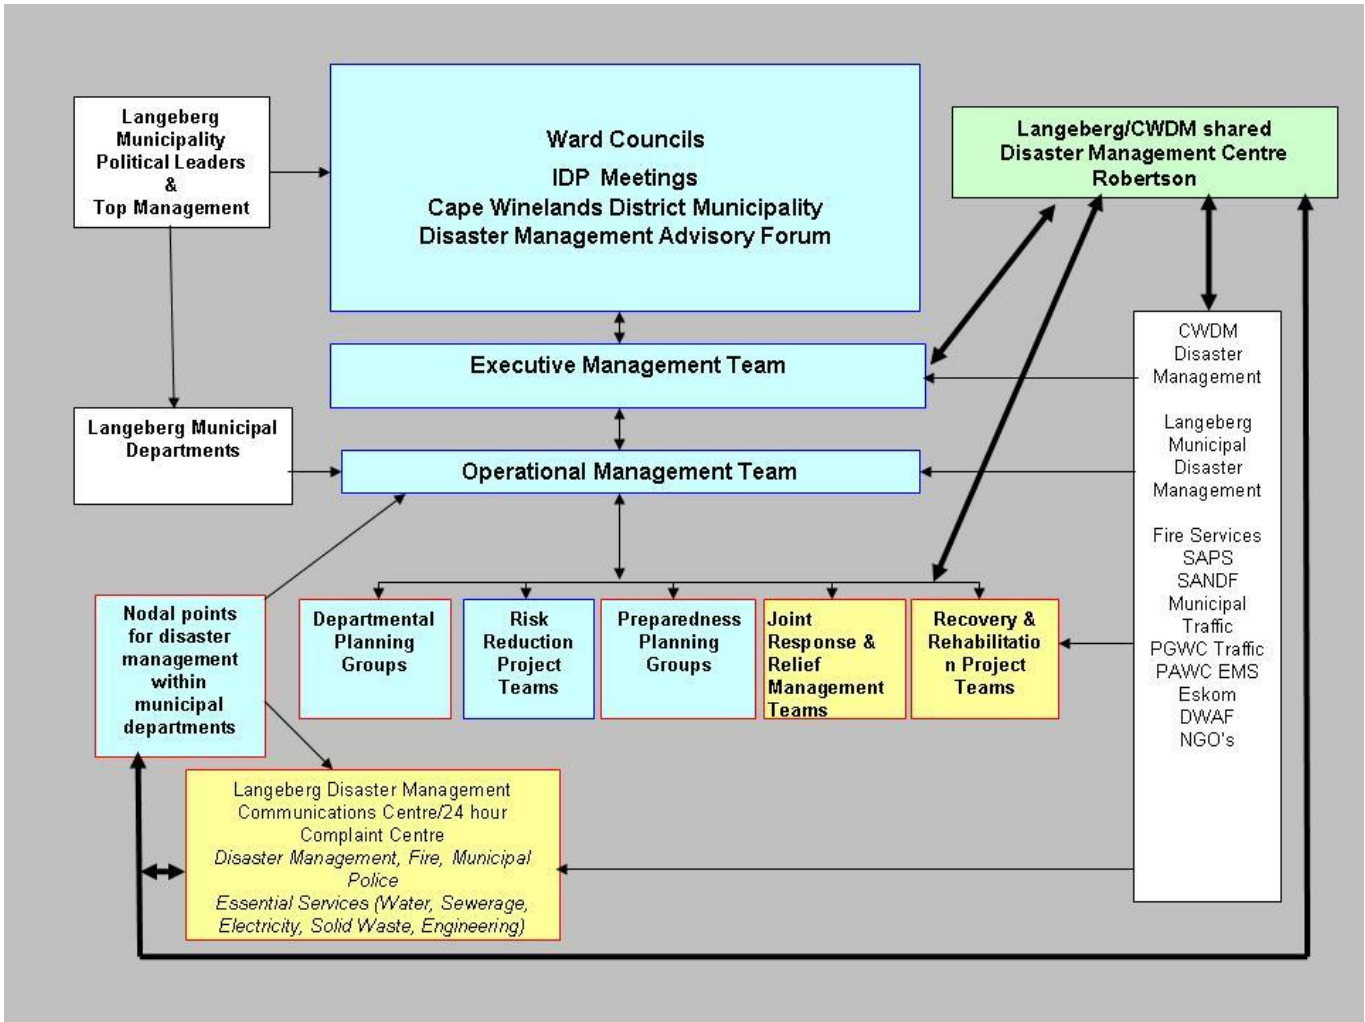 Langeberg
Municipality
Political Leaders
&
Top Management
Ward Councils
IDP Meetings
Cape Winelands District Municipality
Disaster Management Advisory Forum
Langeberg/CWDM shared
Disaster Management Centre
Robertson
Executive Management Team
Langeberg Municipal
Departments
Operational Management Team
CWDM
Disaster
Management
Langeberg
Municipal
Disaster
Management
Fire Services
SAPS
SANDF
Municipal
Traffic
PGWC Traffic
PAWC EMS
Eskom
DWAF
NGO's
Nodal points
for disaster
management
within
municipal
departments
Departmental
Planning
Groups
Risk
Reduction
Project
Teams
Preparedness
Planning
Groups
Joint
Response &
Relief
Management
Teams
Recovery &
Rehabilitatio
n Project
Teams
Langeberg Disaster Management
Communications Centre/24 hour
Complaint Centre
Disaster Management, Fire, Municipal
Police
Essential Services (Water, Sewerage,
Electricity, Solid Waste, Engineering)